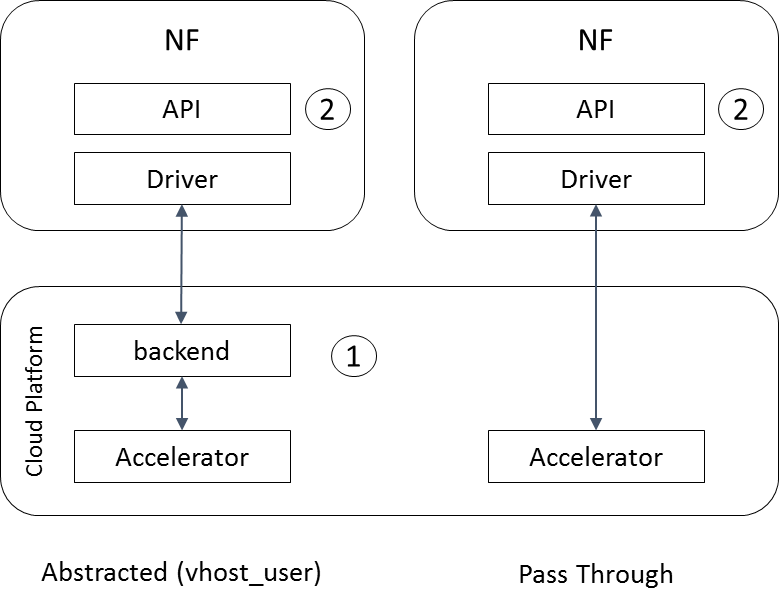 NF
API
2
Driver
NF
API
2
Driver
Cloud Platform
backend
1
Accelerator
Accelerator
Abstracted (vhost_user)
Pass Through